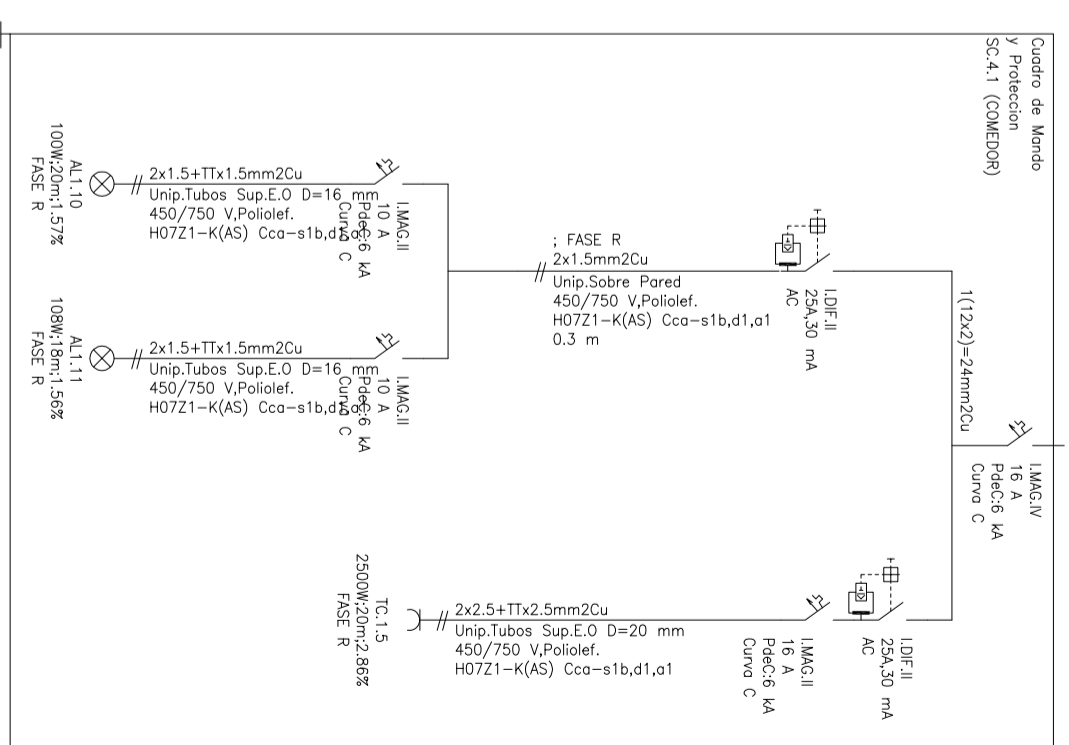 Cuadro de Mando
y Proteccion
SC.4.1 (COMEDOR)
I.MAG.IV
16 A
PdeC:6 kA
Curva C
1(12x2)=24mm2Cu
I.DIF.II
25A,30 mA
AC
; FASE R
2x1.5mm2Cu
Unip.Sobre Pared
450/750 V,Poliolef.
H07Z1-K(AS) Cca-s1b,d1,a1
0.3 m
I.MAG.II
10 A
PdeC:6 kA
Curva C
2x1.5+TTx1.5mm2Cu
Unip.Tubos Sup.E.O D=16 mm
450/750 V,Poliolef.
H07Z1-K(AS) Cca-s1b,d1,a1
AL1.10
100W;20m;1.57%
FASE R
I.MAG.II
10 A
PdeC:6 kA
Curva C
2x1.5+TTx1.5mm2Cu
Unip.Tubos Sup.E.O D=16 mm
450/750 V,Poliolef.
H07Z1-K(AS) Cca-s1b,d1,a1
AL1.11
108W;18m;1.56%
FASE R
I.DIF.II
25A,30 mA
AC
I.MAG.II
16 A
PdeC:6 kA
Curva C
2x2.5+TTx2.5mm2Cu
Unip.Tubos Sup.E.O D=20 mm
450/750 V,Poliolef.
H07Z1-K(AS) Cca-s1b,d1,a1
TC.1.5
2500W;20m;2.86%
FASE R